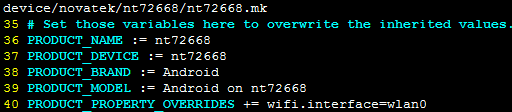 device/novatek/nt72668/nt72668.mk
35 # Set those variables here to overwrite the inherited values.
36 PRODUCT_NAME := nt72668
37 PRODUCT_DEVICE := nt72668
38 PRODUCT_BRAND := Android
39 PRODUCT_MODEL := Android on nt72668
40 PRODUCT_PROPERTY_OVERRIDES += wifi.interface=wlan0